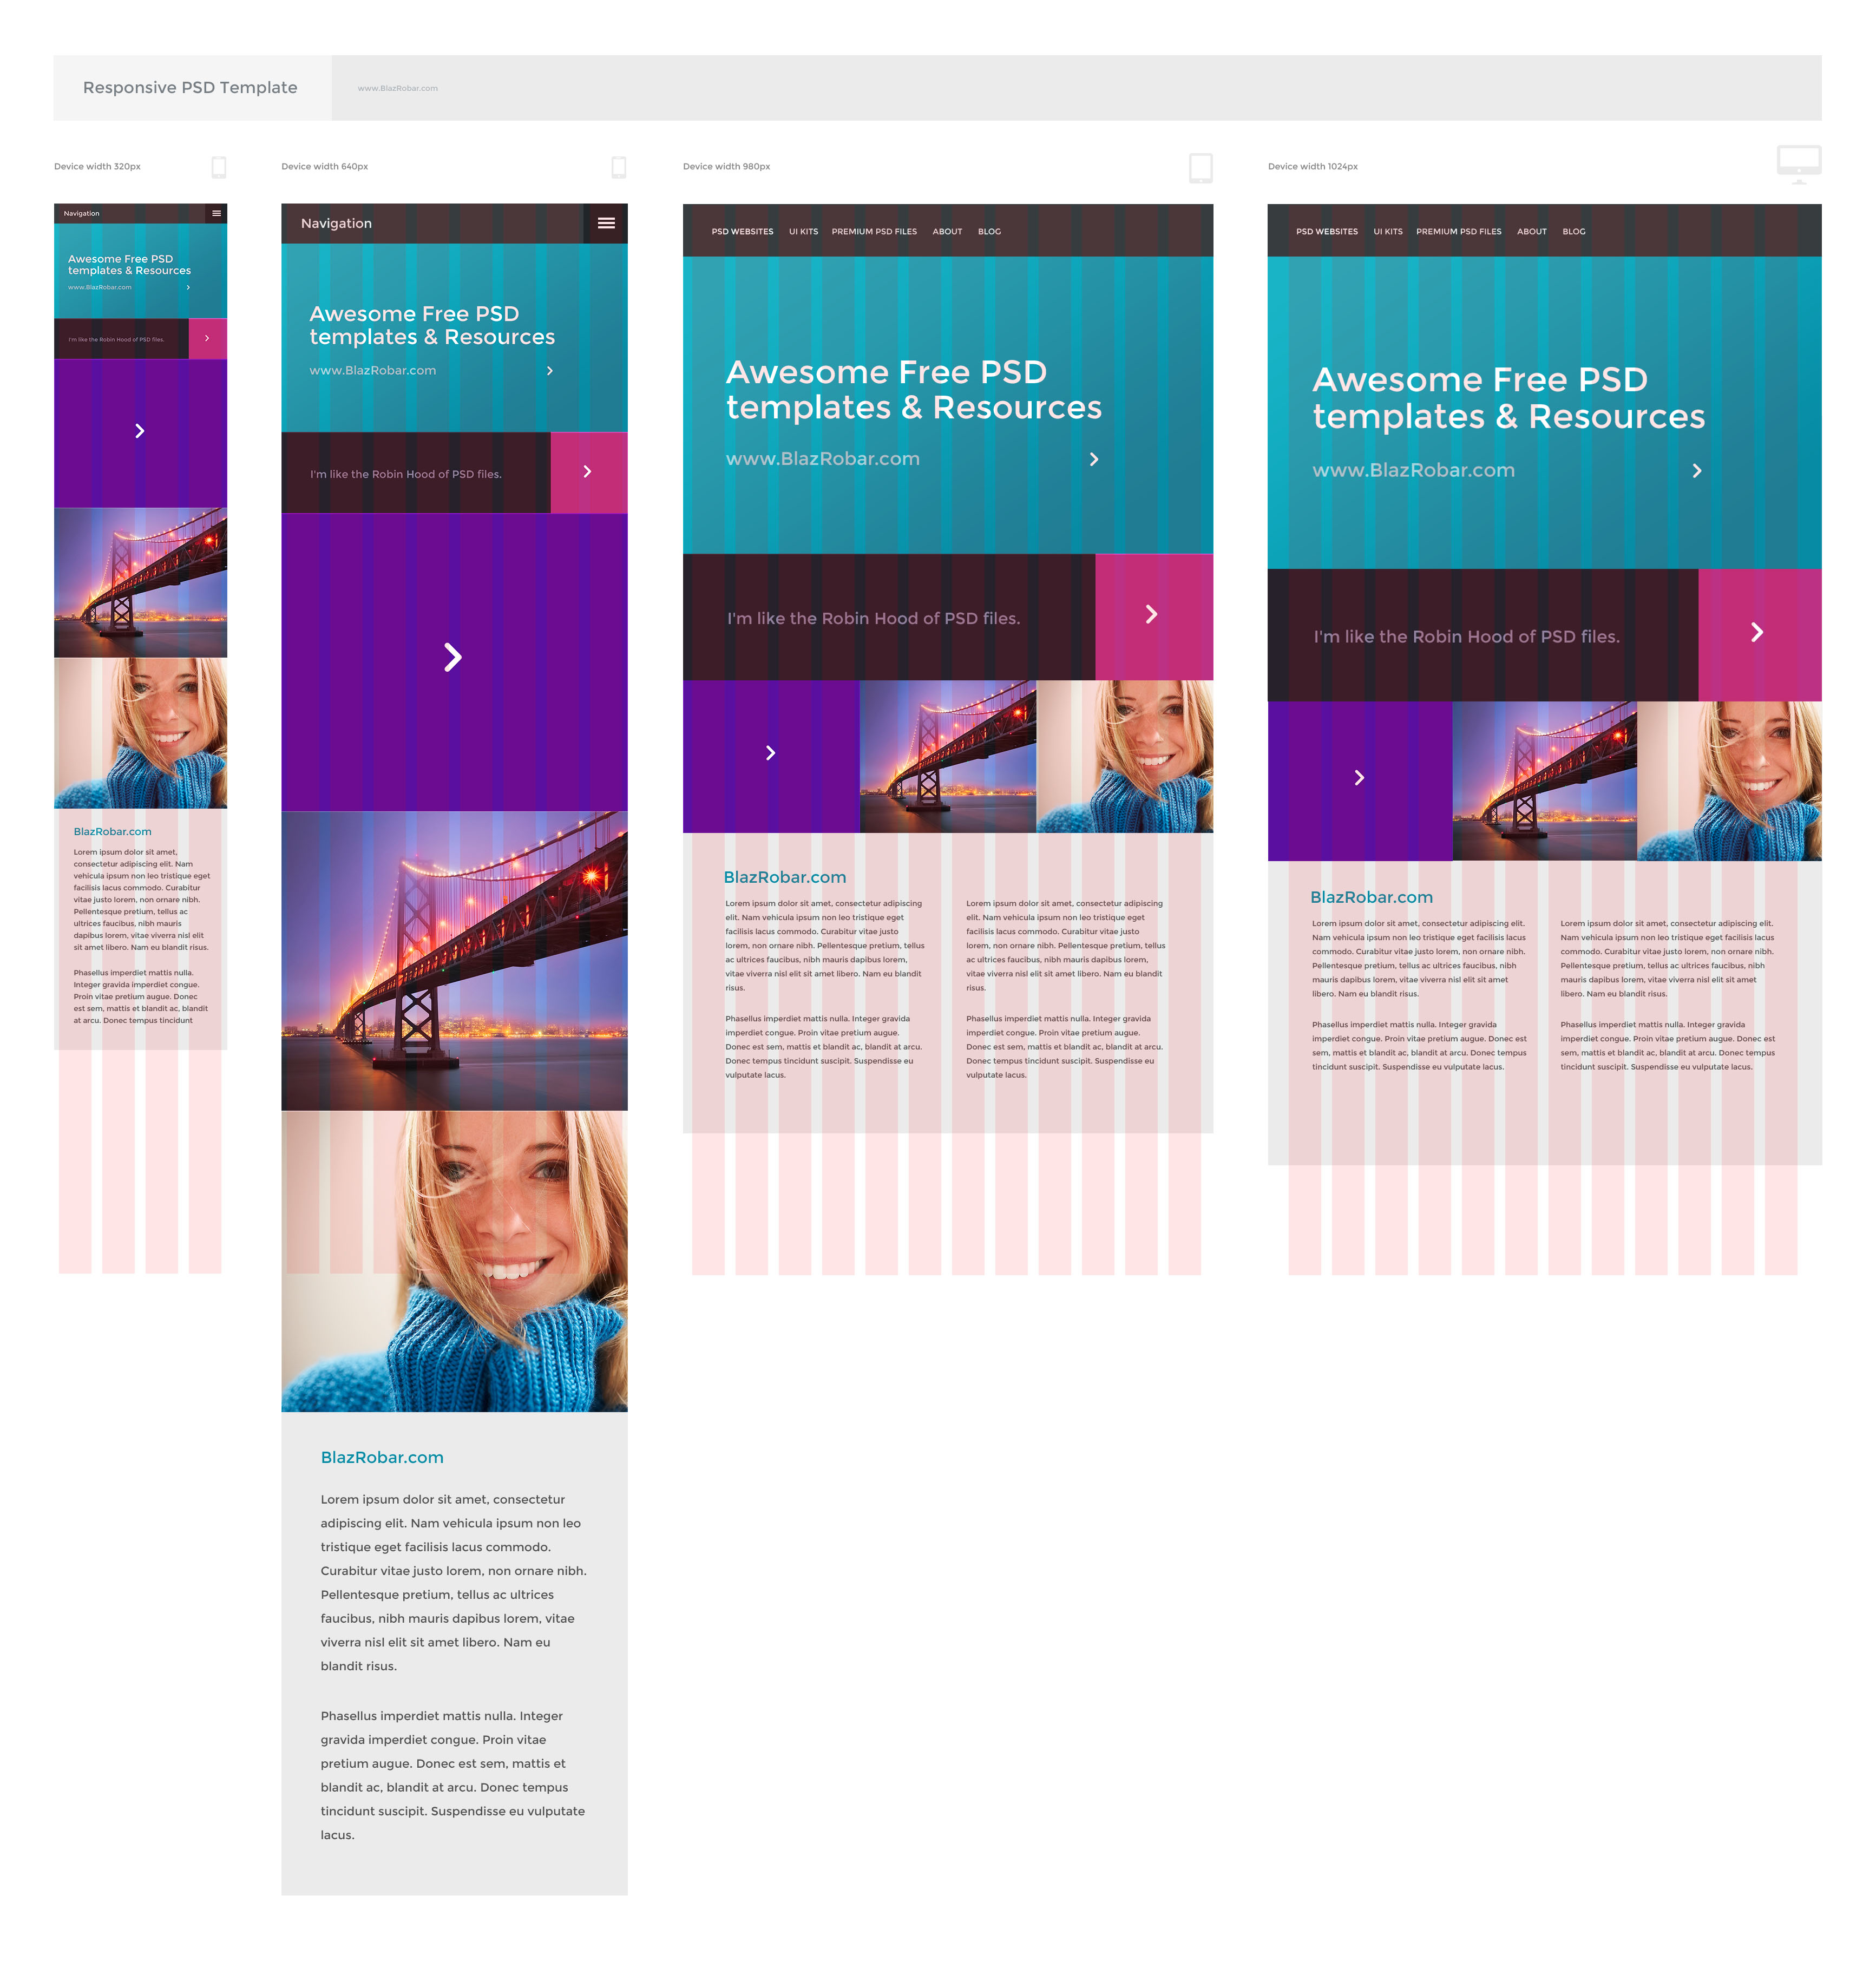 Responsive PSD Template
www.BlazRobar.com
Device width 320px
Navigation
Awesome Free PSD
templates & Resources
www.BlazRobar.com
I'm like the Robin Hood of PSD files.
BlazRobar.com
Lorem ipsum dolor sit amet,
consectetur adipiscing elit. Nam
vehicula ipsum non leo tristique eget
facilisis lacus commodo. Curabitur
vitae justo lorem, non ornare nibh.
Pellentesque pretium, tellus ac
ultrices faucibus, nibh mauris
dapibus lorem, vitae viverra nisl elit
sit amet libero. Nam eu blandit risus.
Phasellus imperdiet mattis nulla.
Integer gravida imperdiet congue.
Proin vitae pretium augue. Donec
est sem, mattis et blandit ac, blandit
at arcu. Donec tempus tincidunt
Device width 640px
Navigation
Awesome Free PSD
templates & Resources
www.BlazRobar.com
I'm like the Robin Hood of PSD files.
BlazRobar.com
Lorem ipsum dolor sit amet, consectetur
adipiscing elit. Nam vehicula ipsum non leo
tristique eget facilisis lacus commodo.
Curabitur vitae justo lorem, non ornare nibh.
Pellentesque pretium, tellus ac ultrices
faucibus, nibh mauris dapibus lorem, vitae
viverra nisl elit sit amet libero. Nam eu
blandit risus.
Phasellus imperdiet mattis nulla. Integer
gravida imperdiet congue. Proin vitae
pretium augue. Donec est sem, mattis et
blandit ac, blandit at arcu. Donec tempus
tincidunt suscipit. Suspendisse eu vulputate
lacus.
Device width 980px
PSD WEBSITES UI KITS PREMIUM PSD FILES ABOUT BLOG
Awesome Free PSD
templates & Resources
www.BlazRobar.com
I'm like the Robin Hood of PSD files.
BlazRobar.com
Lorem ipsum dolor sit amet, consectetur adipiscing
elit. Nam vehicula ipsum non leo tristique eget
facilisis lacus commodo. Curabitur vitae justo
lorem, non ornare nibh. Pellentesque pretium, tellus
ac ultrices faucibus, nibh mauris dapibus lorem,
vitae viverra nisl elit sit amet libero. Nam eu blandit
risus.
Phasellus imperdiet mattis nulla. Integer gravida
imperdiet congue. Proin vitae pretium augue.
Donec est sem, mattis et blandit ac, blandit at arcu.
Donec tempus tincidunt suscipit. Suspendisse eu
vulputate lacus.
Lorem ipsum dolor sit amet, consectetur adipiscing
elit. Nam vehicula ipsum non leo tristique eget
facilisis lacus commodo. Curabitur vitae justo
lorem, non ornare nibh. Pellentesque pretium, tellus
ac ultrices faucibus, nibh mauris dapibus lorem,
vitae viverra nisl elit sit amet libero. Nam eu blandit
risus.
Phasellus imperdiet mattis nulla. Integer gravida
imperdiet congue. Proin vitae pretium augue.
Donec est sem, mattis et blandit ac, blandit at arcu.
Donec tempus tincidunt suscipit. Suspendisse eu
vulputate lacus.
Device width 1024px
PSD WEBSITES UI KITS PREMIUM PSD FILES ABOUT BLOG
Awesome Free PSD
templates & Resources
www.BlazRobar.com
I'm like the Robin Hood of PSD files.
BlazRobar.com
Lorem ipsum dolor sit amet, consectetur adipiscing elit.
Nam vehicula ipsum non leo tristique eget facilisis lacus
commodo. Curabitur vitae justo lorem, non ornare nibh.
Pellentesque pretium, tellus ac ultrices faucibus, nibh
mauris dapibus lorem, vitae viverra nisl elit sit amet
libero. Nam eu blandit risus.
Phasellus imperdiet mattis nulla. Integer gravida
imperdiet congue. Proin vitae pretium augue. Donec est
sem, mattis et blandit ac, blandit at arcu. Donec tempus
tincidunt suscipit. Suspendisse eu vulputate lacus.
Lorem ipsum dolor sit amet, consectetur adipiscing elit.
Nam vehicula ipsum non leo tristique eget facilisis lacus
commodo. Curabitur vitae justo lorem, non ornare nibh.
Pellentesque pretium, tellus ac ultrices faucibus, nibh
mauris dapibus lorem, vitae viverra nisl elit sit amet
libero. Nam eu blandit risus.
Phasellus imperdiet mattis nulla. Integer gravida
imperdiet congue. Proin vitae pretium augue. Donec est
sem, mattis et blandit ac, blandit at arcu. Donec tempus
tincidunt suscipit. Suspendisse eu vulputate lacus.